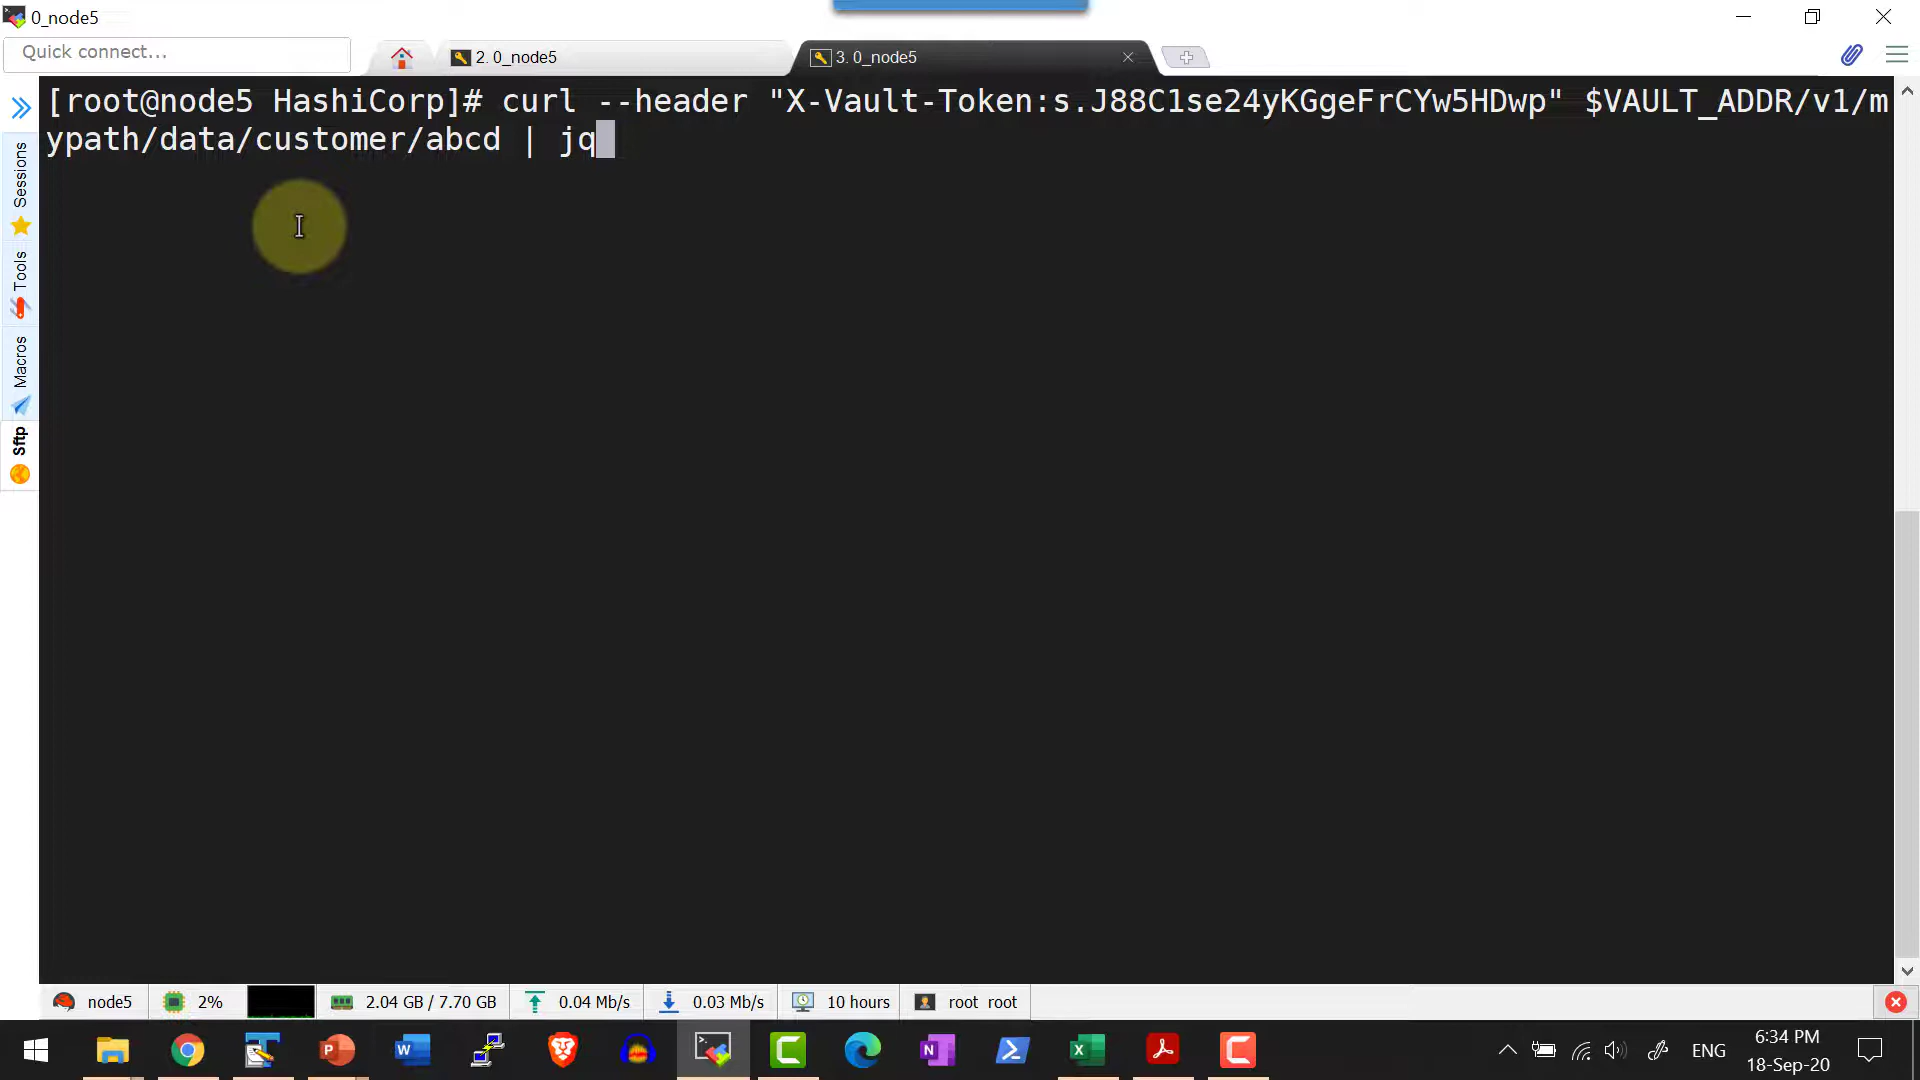 0_node5
Quick connect...
2. 0_node5
3. 0_node5
[root@node5 HashiCorp]# curl --header "X-Vault-Token:s.J88C1se24yKGgeFrCYw5HDwp" $VAULT_ADDR/v1/m
ypath/data/customer/abcd | jq
Sessions
Tools
Macros
Sftp
node5
2%
2.04 GB / 7.70 GB
0.04 Mb/s
0.03 Mb/s
10 hours
root root
ENG
6:34 PM
18-Sep-20